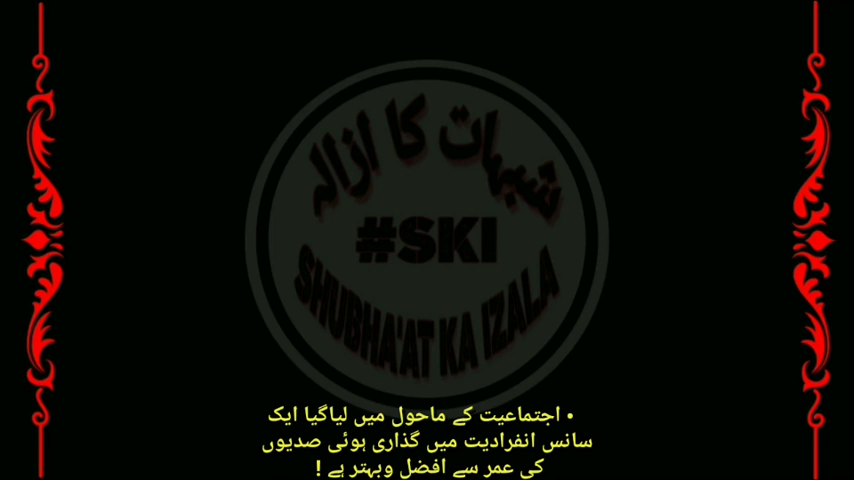 شبہات کا ازالہ
#SKI
SHUBHA'AT KA IZALA
• اجتماعیت کے ماحول میں لیاگیا ایک
سانس انفرادیت میں گذاری ہوئی صدیوں
کی عمر سے افضل وبہتر ہے !